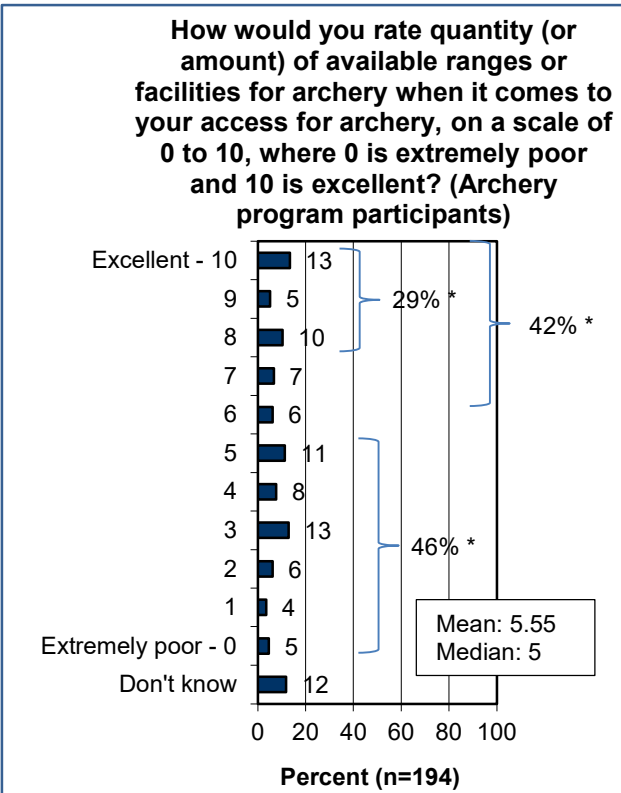 How would you rate quantity (or
amount) of available ranges or
facilities for archery when it comes to
your access for archery, on a scale of
0 to 10, where 0 is extremely poor
and 10 is excellent? (Archery
program participants)
Excellent - 10 13
9 5 29% *
8 10 42% *
7 7
6 6
5 11
4 8
3 13
46% *
2 6
1 4
Mean: 5.55
Extremely poor - 0 5
Median: 5
Don't know 12
0 20 40 60 80 100
Percent (n=194)